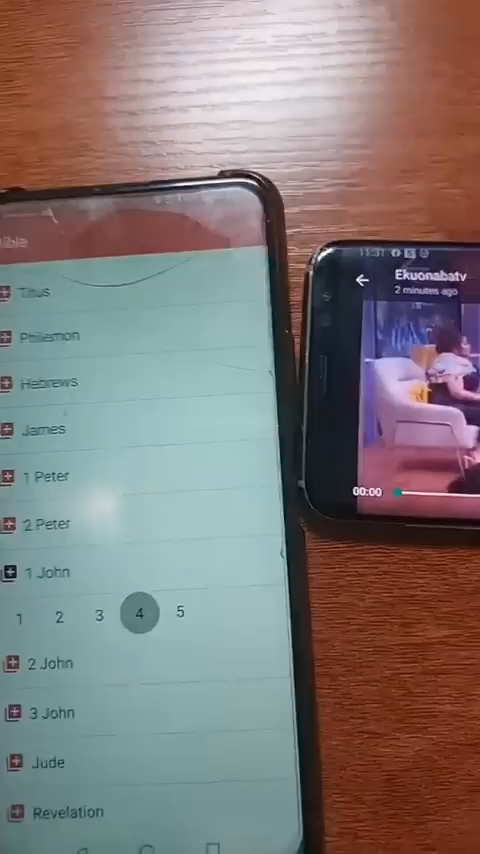 Bible
Titus
Philemon
Hebrews
James
1 Peter
2 Peter
1 John
1 2 3 4 5
2 John
3 John
Jude
Revelation
11:31
Ekuonabatv
2 minutes ago
00:00